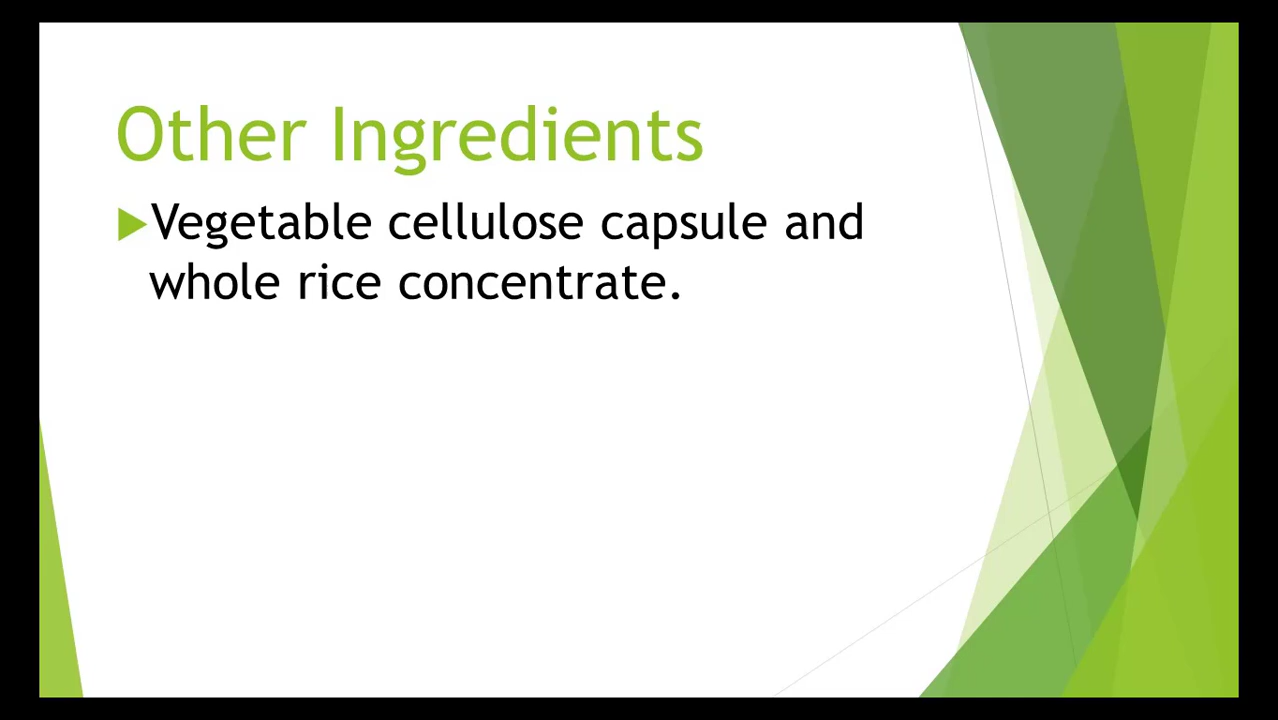 Other Ingredients
Vegetable cellulose capsule and
whole rice concentrate.